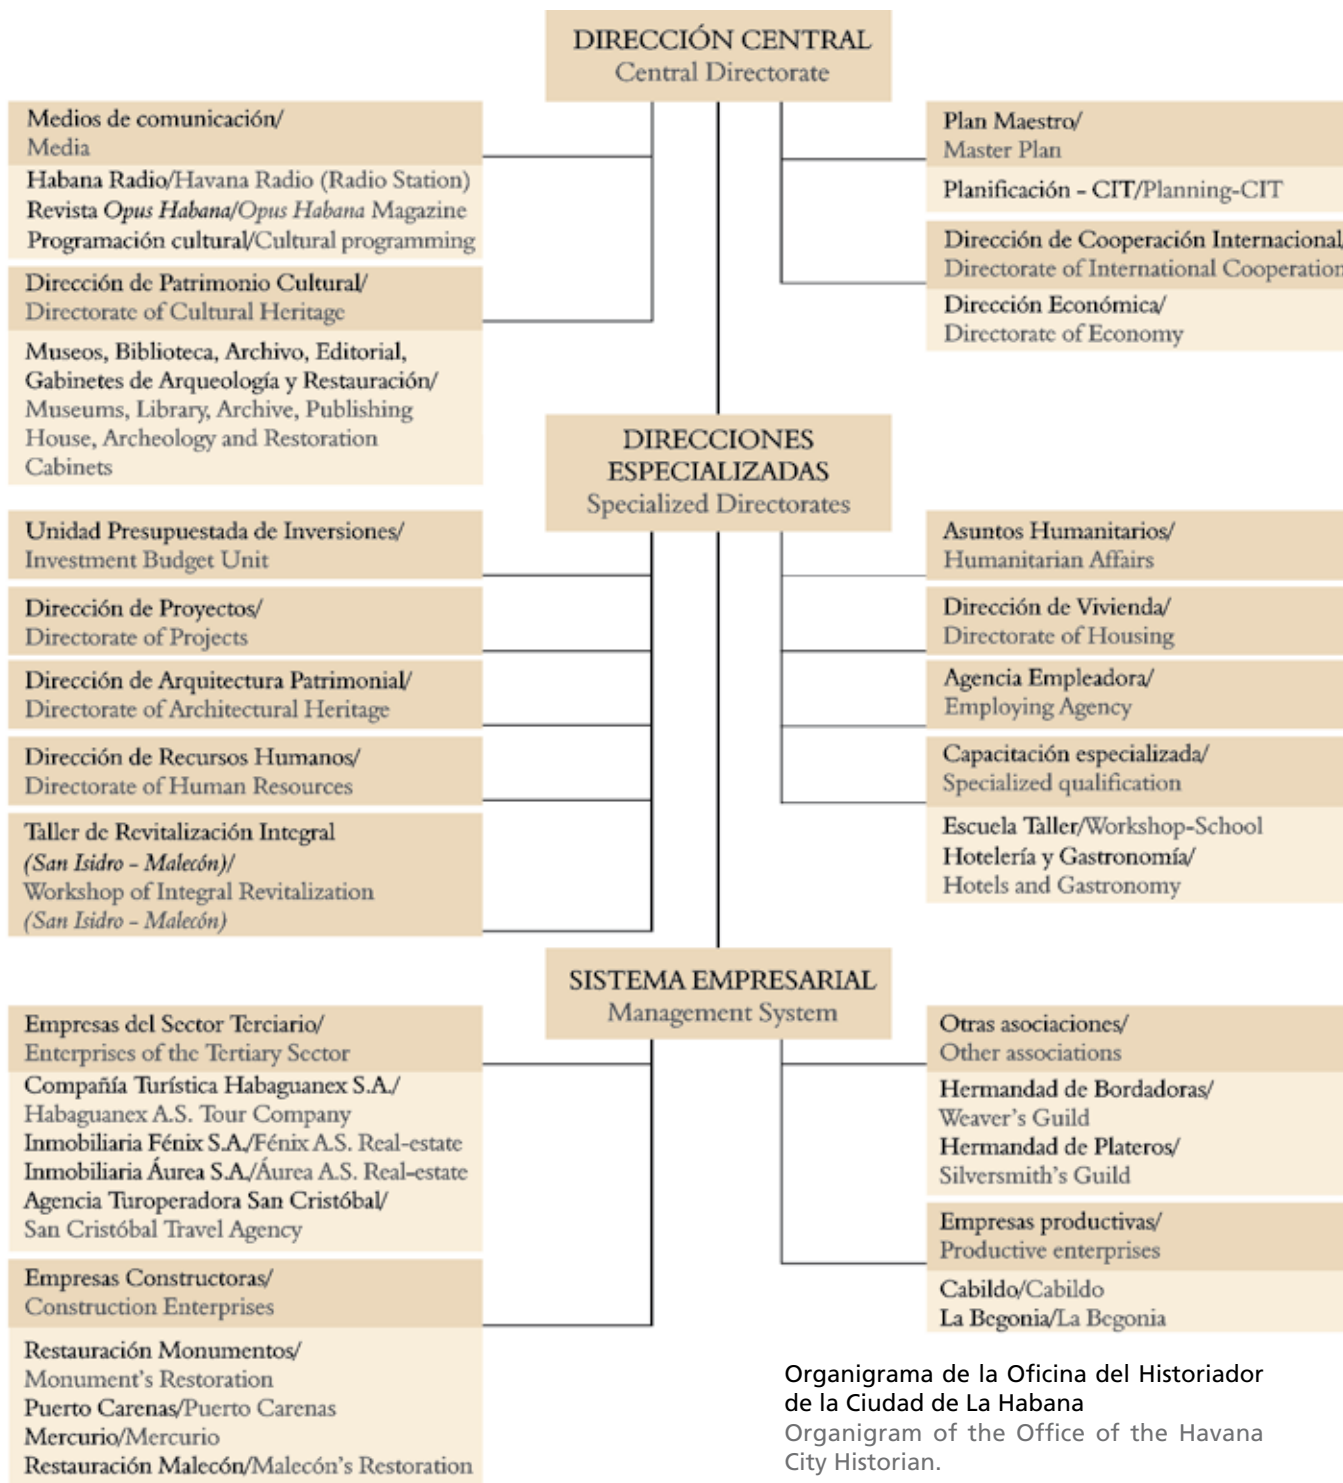 DIRECCIÓN CENTRAL
Central Directorate
Medios de comunicación/
Media
Habana Radio/Havana Radio (Radio Station)
Revista Opus Habana/Opus Habana Magazine
Programación cultural/Cultural programming
Dirección de Patrimonio Cultural/
Directorate of Cultural Heritage
Museos, Biblioteca, Archivo, Editorial,
Gabinetes de Arqueología y Restauración/
Museums, Library, Archive, Publishing
House, Archeology and Restoration
Cabinets
Plan Maestro/
Master Plan
Planificación - CIT/Planning-CIT
Dirección de Cooperación Internacional/
Directorate of International Cooperation
Dirección Económica/
Directorate of Economy
DIRECCIONES
ESPECIALIZADAS
Specialized Directorates
Unidad Presupuestada de Inversiones/
Investment Budget Unit
Dirección de Proyectos/
Directorate of Projects
Dirección de Arquitectura Patrimonial/
Directorate of Architectural Heritage
Dirección de Recursos Humanos/
Directorate of Human Resources
Taller de Revitalización Integral
(San Isidro - Malecón)/
Workshop of Integral Revitalization
(San Isidro - Malecón)
Asuntos Humanitarios/
Humanitarian Affairs
Dirección de Vivienda/
Directorate of Housing
Agencia Empleadora/
Employing Agency
Capacitación especializada/
Specialized qualification
Escuela Taller/Workshop-School
Hotelería y Gastronomía/
Hotels and Gastronomy
SISTEMA EMPRESARIAL
Management System
Empresas del Sector Terciario/
Enterprises of the Tertiary Sector
Compañía Turística Habaguanex S.A./
Habaguanex A.S. Tour Company
Inmobiliaria Fénix S.A./Fénix A.S. Real-estate
Inmobiliaria Áurea S.A./Áurea A.S. Real-estate
Agencia Turoperadora San Cristóbal/
San Cristóbal Travel Agency
Empresas Constructoras/
Construction Enterprises
Restauración Monumentos/
Monument's Restoration
Puerto Carenas/Puerto Carenas
Mercurio/Mercurio
Restauración Malecón/Malecón's Restoration
Otras asociaciones/
Other associations
Hermandad de Bordadoras/
Weaver's Guild
Hermandad de Plateros/
Silversmith's Guild
Empresas productivas/
Productive enterprises
Cabildo/Cabildo
La Begonia/La Begonia
Organigrama de la Oficina del Historiador
de la Ciudad de La Habana
Organigram of the Office of the Havana
City Historian.